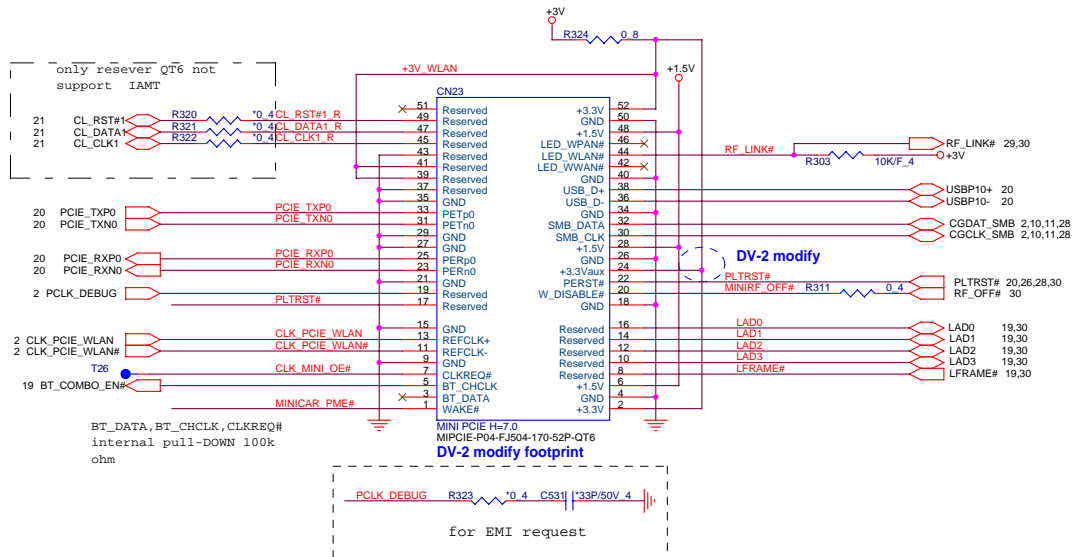 +3V
R324 0_8
+1.5V
only resever QT6 not
support IAMT
+3V_WLAN
CN23
21 CL_RST#1 R320 *0_4 CL_RST#1_R
21 CL_DATA1 R321 *0_4 CL_DATA1_R
21 CL_CLK1 R322 *0_4 CL_CLK1_R
51 Reserved +3.3V 52
49 Reserved GND 50
47 Reserved +1.5V 48
45 Reserved LED_WPAN# 46
43 Reserved LED_WLAN# 44 RF_LINK# RF_LINK# 29,30
R303 10K/F_4 +3V
41 Reserved LED_WWAN# 42
39 Reserved GND 40
37 Reserved USB_D+ 38 USBP10+ 20
35 GND USB_D- 36 USBP10- 20
20 PCIE_TXP0 PCIE_TXP0 33 PETp0 GND 34
20 PCIE_TXN0 PCIE_TXN0 31 PETn0 SMB_DATA 32 CGDAT_SMB 2,10,11,28
29 GND SMB_CLK 30 CGCLK_SMB 2,10,11,28
27 GND +1.5V 28
20 PCIE_RXP0 PCIE_RXP0 25 PERp0 GND 26
DV-2 modify
20 PCIE_RXN0 PCIE_RXN0 23 PERn0 +3.3Vaux 24
21 GND PERST# 22 PLTRST# PLTRST# 20,26,28,30
2 PCLK_DEBUG 19 Reserved W_DISABLE# 20 MINIRF_OFF# R311 0_4 RF_OFF# 30
PLTRST# 17 Reserved GND 18
15 GND Reserved 16 LAD0 LAD0 19,30
2 CLK_PCIE_WLAN CLK_PCIE_WLAN 13 REFCLK+ Reserved 14 LAD1 LAD1 19,30
2 CLK_PCIE_WLAN# CLK_PCIE_WLAN# 11 REFCLK- Reserved 12 LAD2 LAD2 19,30
9 GND Reserved 10 LAD3 LAD3 19,30
T26 CLK_MINI_OE# 7 CLKREQ# Reserved 8 LFRAME# LFRAME# 19,30
19 BT_COMBO_EN# 5 BT_CHCLK +1.5V 6
3 BT_DATA GND 4
MINICAR_PME# 1 WAKE# +3.3V 2
BT_DATA,BT_CHCLK,CLKREQ#
internal pull-DOWN 100k
ohm
MINI PCIE H=7.0
MIPCIE-P04-FJ504-170-52P-QT6
DV-2 modify footprint
PCLK_DEBUG R323 *0_4 C531 *33P/50V_4
for EMI request